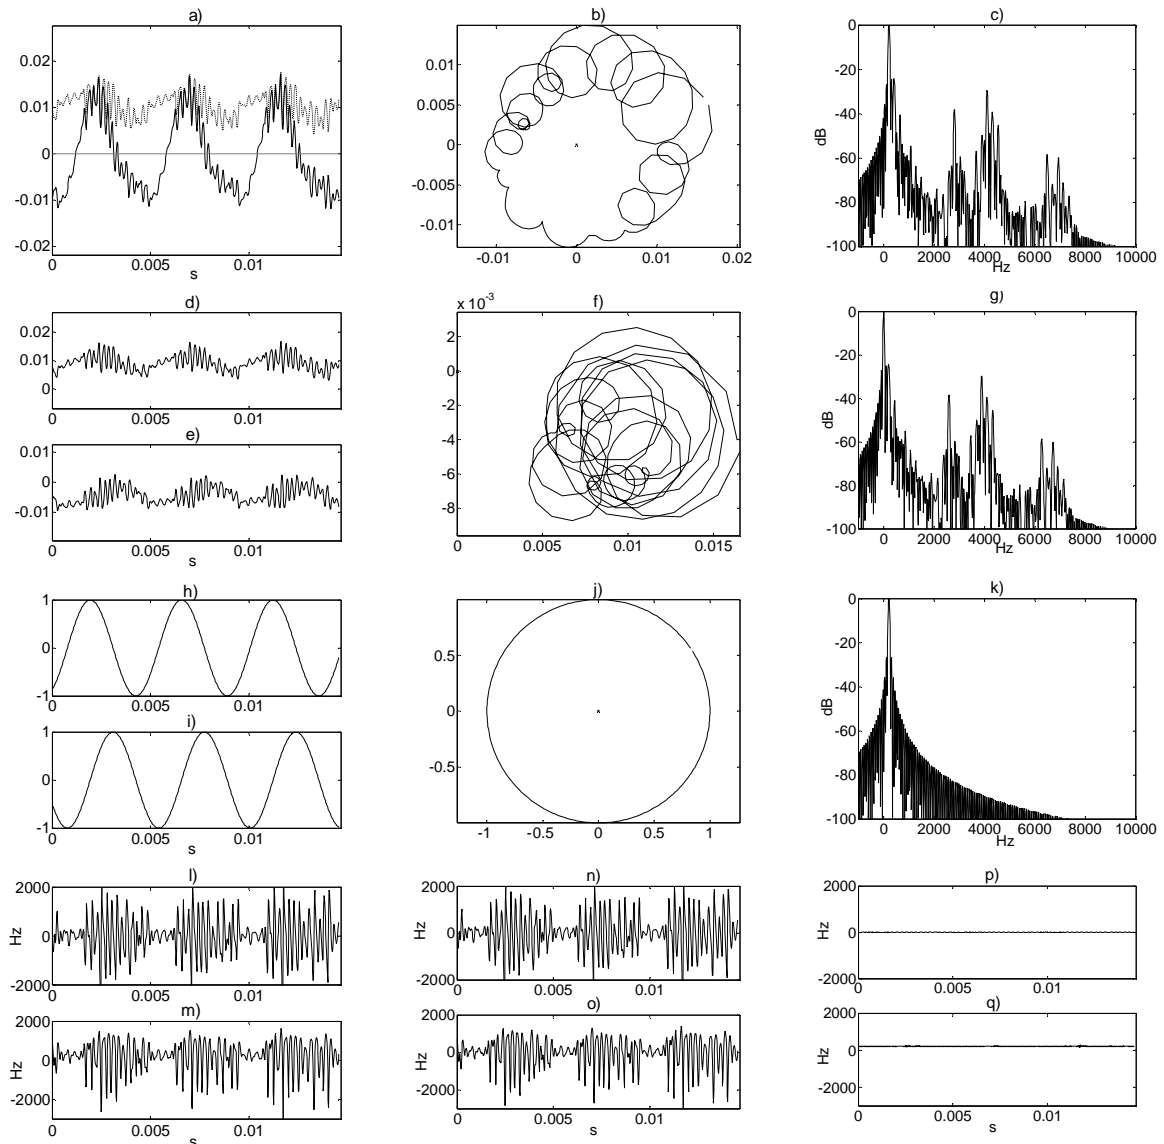 a)
0.02
0.01
0
-0.01
-0.02
0 0.005 0.01
s
b)
0.01
0.005
0
-0.005
-0.01
-0.01 0 0.01 0.02
c)
0
-20
-40
-60
-80
-100
dB
0 2000 4000 6000 8000 10000
Hz
d)
0.02
0.01
0
0 0.005 0.01
e)
0.01
0
-0.01
0 0.005 0.01
s
f)
x 10-3
2
0
-2
-4
-6
-8
0 0.005 0.01 0.015
g)
0
-20
-40
-60
-80
-100
dB
0 2000 4000 6000 8000 10000
Hz
h)
1
0
-1
0 0.005 0.01
i)
1
0
-1
0 0.005 0.01
s
j)
0.5
0
-0.5
-1 -0.5 0 0.5 1
k)
0
-20
-40
-60
-80
-100
dB
0 2000 4000 6000 8000 10000
Hz
l)
2000
0
-2000
Hz
0 0.005 0.01
m)
2000
0
-2000
Hz
0 0.005 0.01
s
n)
2000
0
-2000
0 0.005 0.01
o)
2000
0
-2000
0 0.005 0.01
s
p)
2000
0
-2000
Hz
0 0.005 0.01
q)
2000
0
-2000
Hz
0 0.005 0.01
s